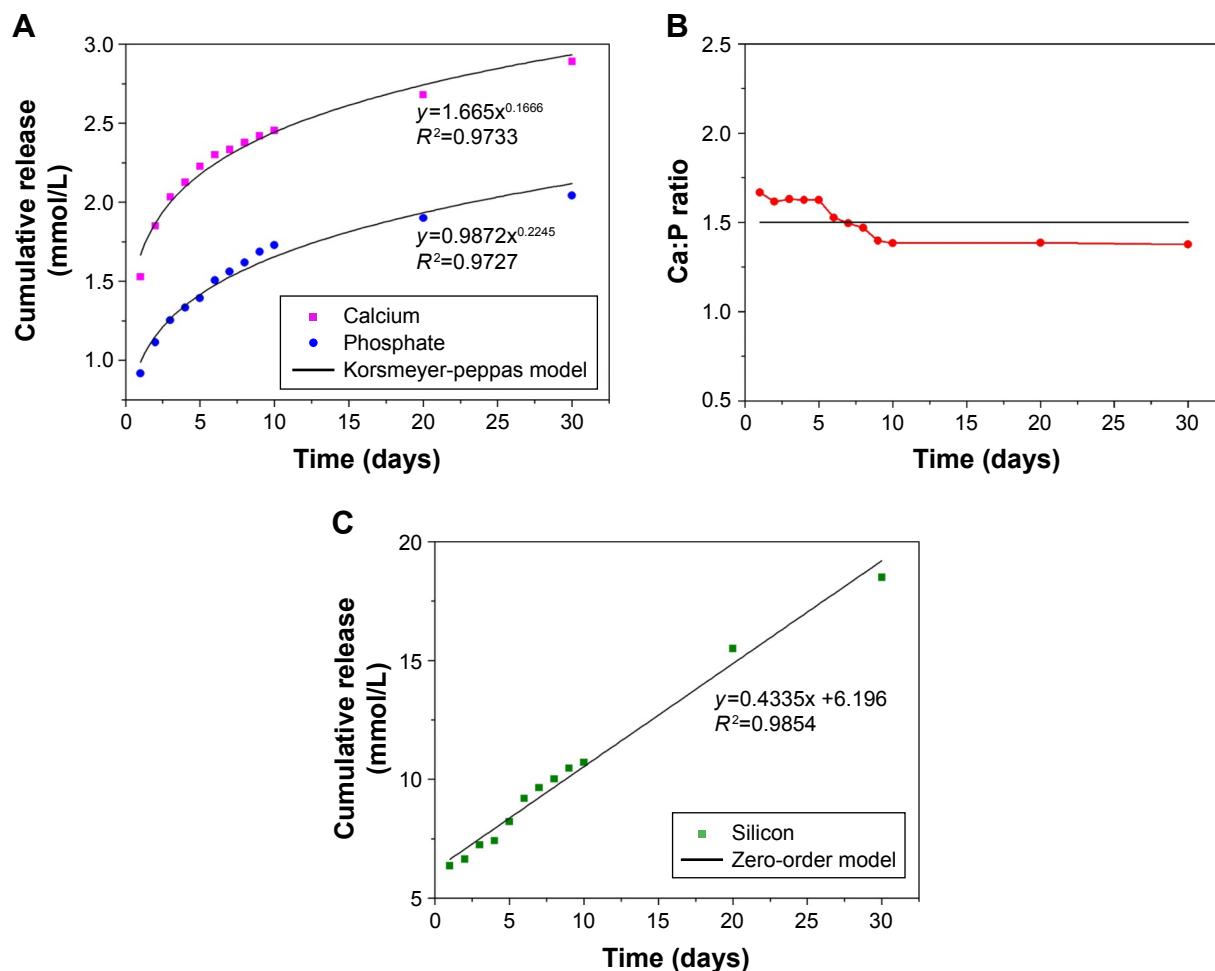 A
3.0
2.5
2.0
1.5
1.0
0 5 10 15 20 25 30
Cumulative release
(mmol/L)
Time (days)
y=1.665x^0.1666
R²=0.9733
y=0.9872x^0.2245
R²=0.9727
Calcium
Phosphate
Korsmeyer-peppas model
B
2.5
2.0
1.5
1.0
0.5
0 5 10 15 20 25 30
Ca:P ratio
Time (days)
C
20
15
10
5
0 5 10 15 20 25 30
Cumulative release
(mmol/L)
Time (days)
y=0.4335x +6.196
R²=0.9854
Silicon
Zero-order model